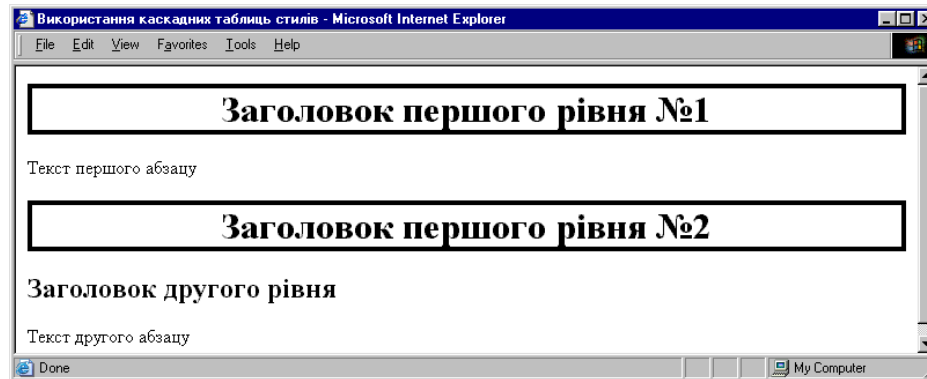 Використання каскадних таблиць стилів - Microsoft Internet Explorer
File Edit View Favorites Tools Help
Заголовок першого рівня №1
Текст першого абзацу
Заголовок першого рівня №2
Заголовок другого рівня
Текст другого абзацу
Done My Computer